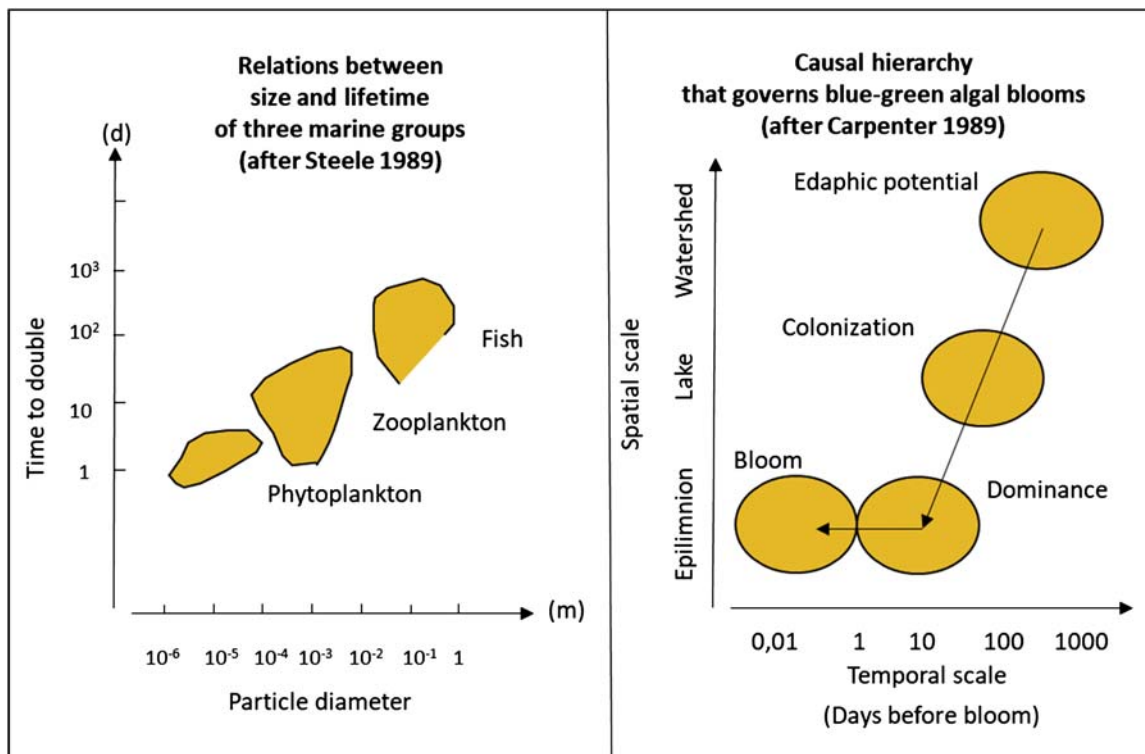 Relations between
size and lifetime
of three marine groups
(after Steele 1989)
(d)
Time to double
10³
10²
10
1
Fish
Zooplankton
Phytoplankton
(m)
10⁻⁶ 10⁻⁵ 10⁻⁴ 10⁻³ 10⁻² 10⁻¹ 1
Particle diameter
Causal hierarchy
that governs blue-green algal blooms
(after Carpenter 1989)
Spatial scale
Watershed
Lake
Epilimnion
Edaphic potential
Colonization
Bloom
Dominance
0,01 1 10 100 1000
Temporal scale
(Days before bloom)